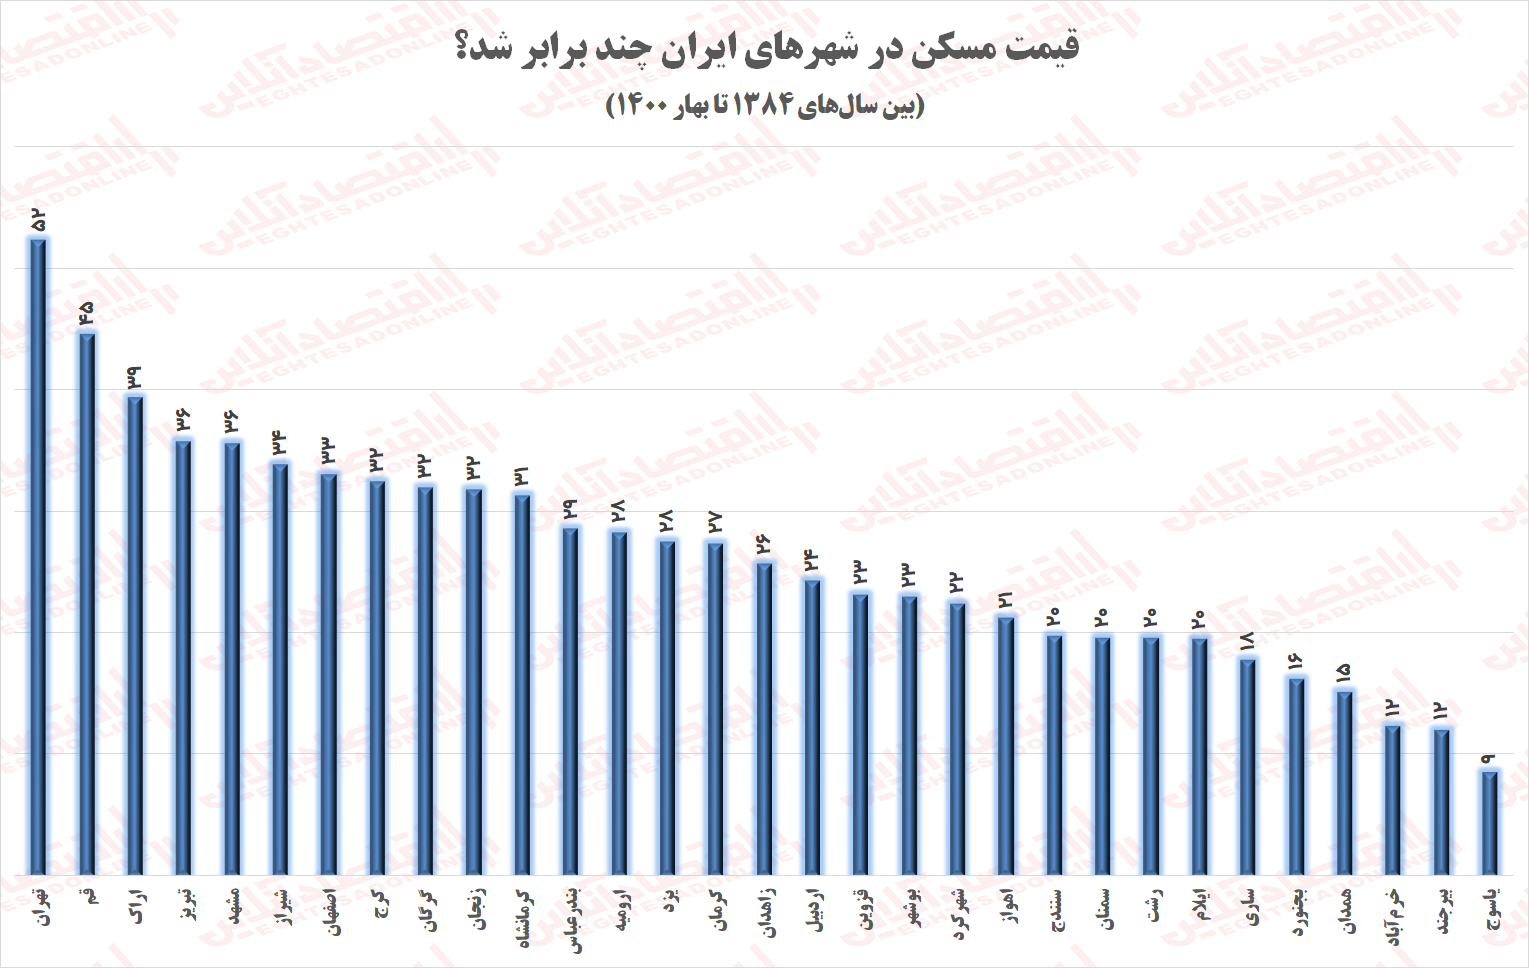 قیمت مسکن در شهرهای ایران چند برابر شد؟
(بین سال‌های ۱۳۸۴ تا بهار ۱۴۰۰)
۵۲
۴۵
۳۹
۳۶
۳۶
۳۴
۳۳
۳۲
۳۲
۳۲
۳۱
۲۹
۲۸
۲۸
۲۷
۲۶
۲۴
۲۳
۲۳
۲۲
۲۱
۲۰
۲۰
۲۰
۲۰
۱۸
۱۶
۱۵
۱۲
۱۲
۹
تهران
قم
اراک
تبریز
مشهد
شیراز
اصفهان
کرج
گرگان
زنجان
کرمانشاه
بندرعباس
ارومیه
یزد
کرمان
زاهدان
اردبیل
قزوین
بوشهر
شهرکرد
اهواز
سنندج
سمنان
رشت
ایلام
ساری
بجنورد
همدان
خرم‌آباد
بیرجند
یاسوج
اقتصادآنلاین
EGHTESADONLINE